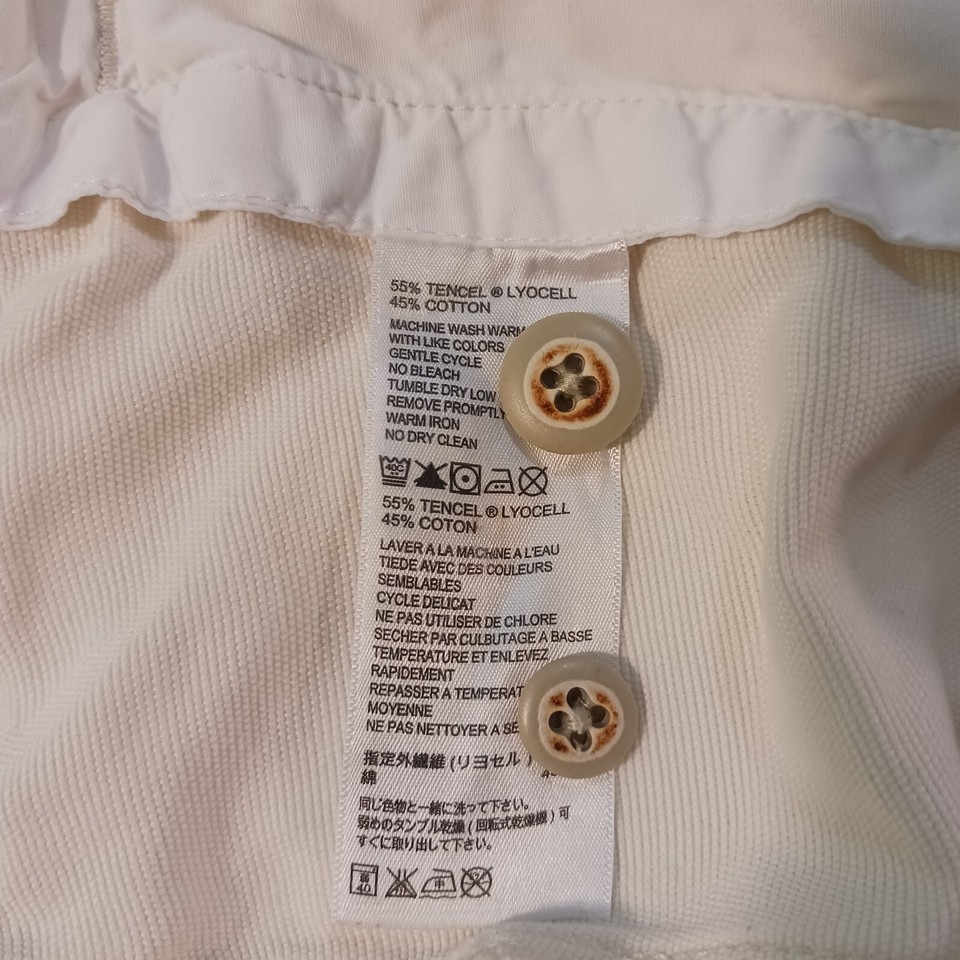 55% TENCEL ® LYOCELL
45% COTTON
MACHINE WASH WARM
WITH LIKE COLORS
GENTLE CYCLE
NO BLEACH
TUMBLE DRY LOW
REMOVE PROMPTLY
WARM IRON
NO DRY CLEAN
40C
55% TENCEL ® LYOCELL
45% COTON
LAVER A LA MACHINE A L'EAU
TIEDE AVEC DES COULEURS
SEMBLABLES
CYCLE DELICAT
NE PAS UTILISER DE CHLORE
SECHER PAR CULBUTAGE A BASSE
TEMPERATURE ET ENLEVEZ
RAPIDEMENT
REPASSER A TEMPERAT
MOYENNE
NE PAS NETTOYER A SE
指定外繊維 (リヨセル )
綿
同じ色物と一緒に洗って下さい。
弱めのタンブル乾燥 ( 回転式乾燥機 ) 可
すぐに取り出して下さい。
弱 40 中